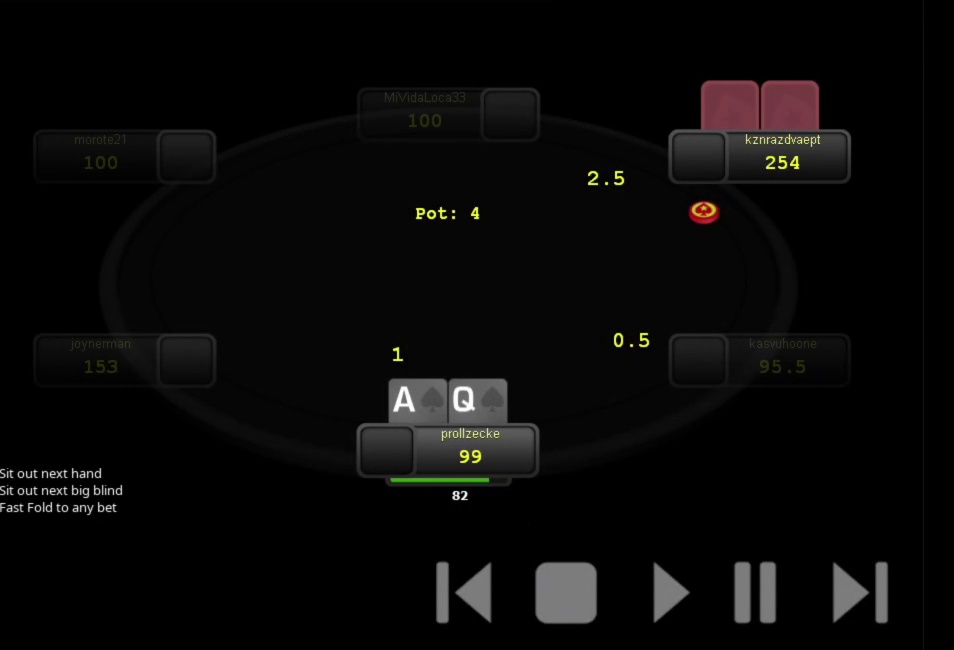 MiVidaLoca33
100
morote21
100
kznrazdvaept
254
2.5
Pot: 4
joynerman
153
1
0.5
kasvuhoone
95.5
A Q
prollzecke
99
82
Sit out next hand
Sit out next big blind
Fast Fold to any bet